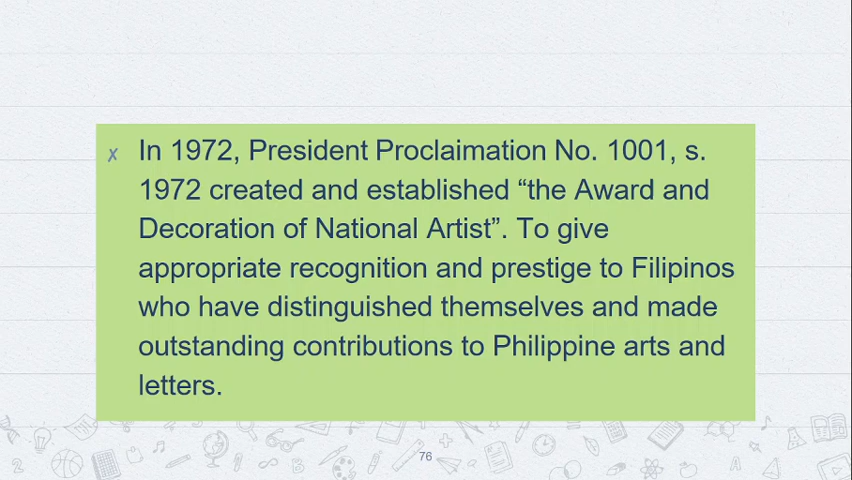 x In 1972, President Proclaimation No. 1001, s.
1972 created and established “the Award and
Decoration of National Artist”. To give
appropriate recognition and prestige to Filipinos
who have distinguished themselves and made
outstanding contributions to Philippine arts and
letters.
76